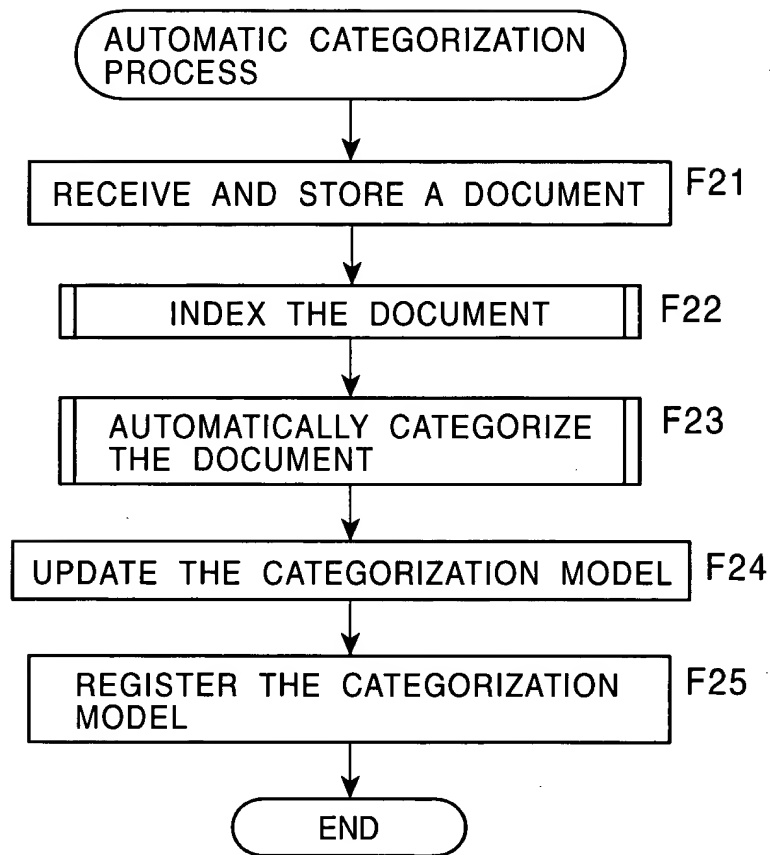 AUTOMATIC CATEGORIZATION
PROCESS
RECEIVE AND STORE A DOCUMENT
F21
INDEX THE DOCUMENT
F22
AUTOMATICALLY CATEGORIZE
THE DOCUMENT
F23
UPDATE THE CATEGORIZATION MODEL
F24
REGISTER THE CATEGORIZATION
MODEL
F25
END